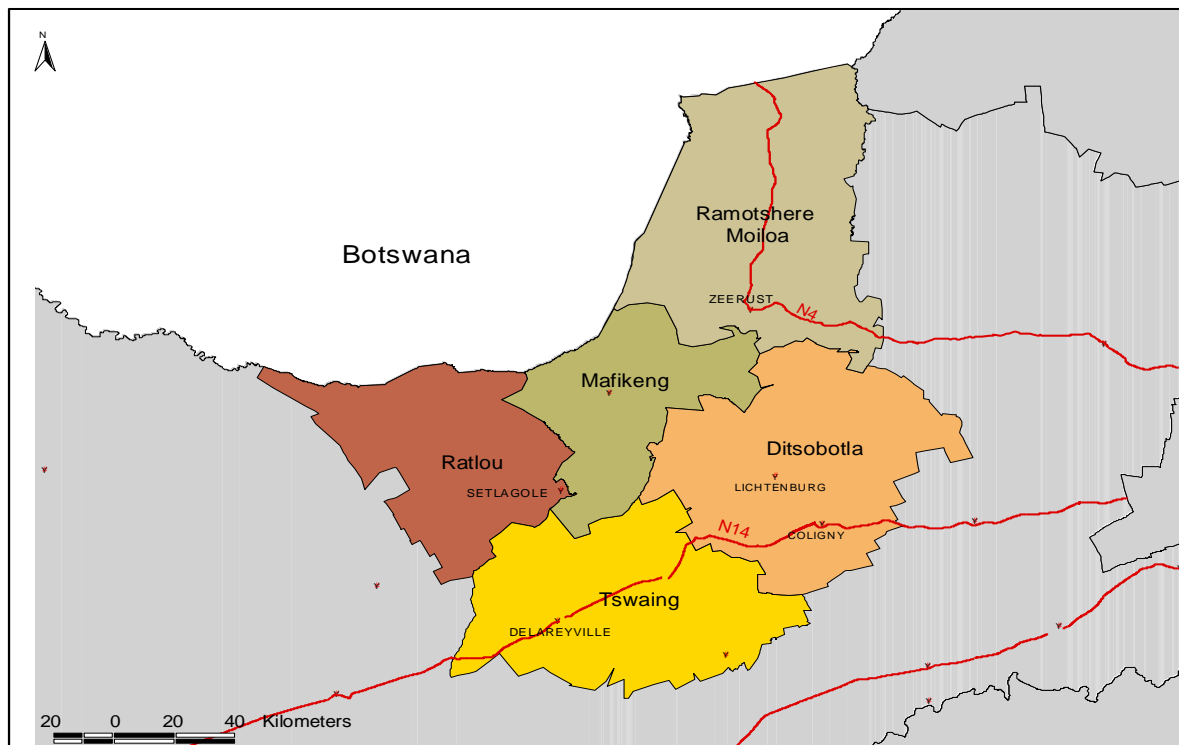 N
Ramotshere
Moiloa
Botswana
ZEERUST
N4
Mafikeng
Ratlou
Ditsobotla
SETLAGOLE
LICHTENBURG
N14
COLIGNY
Tswaing
DELAREYVILLE
20 0 20 40 Kilometers